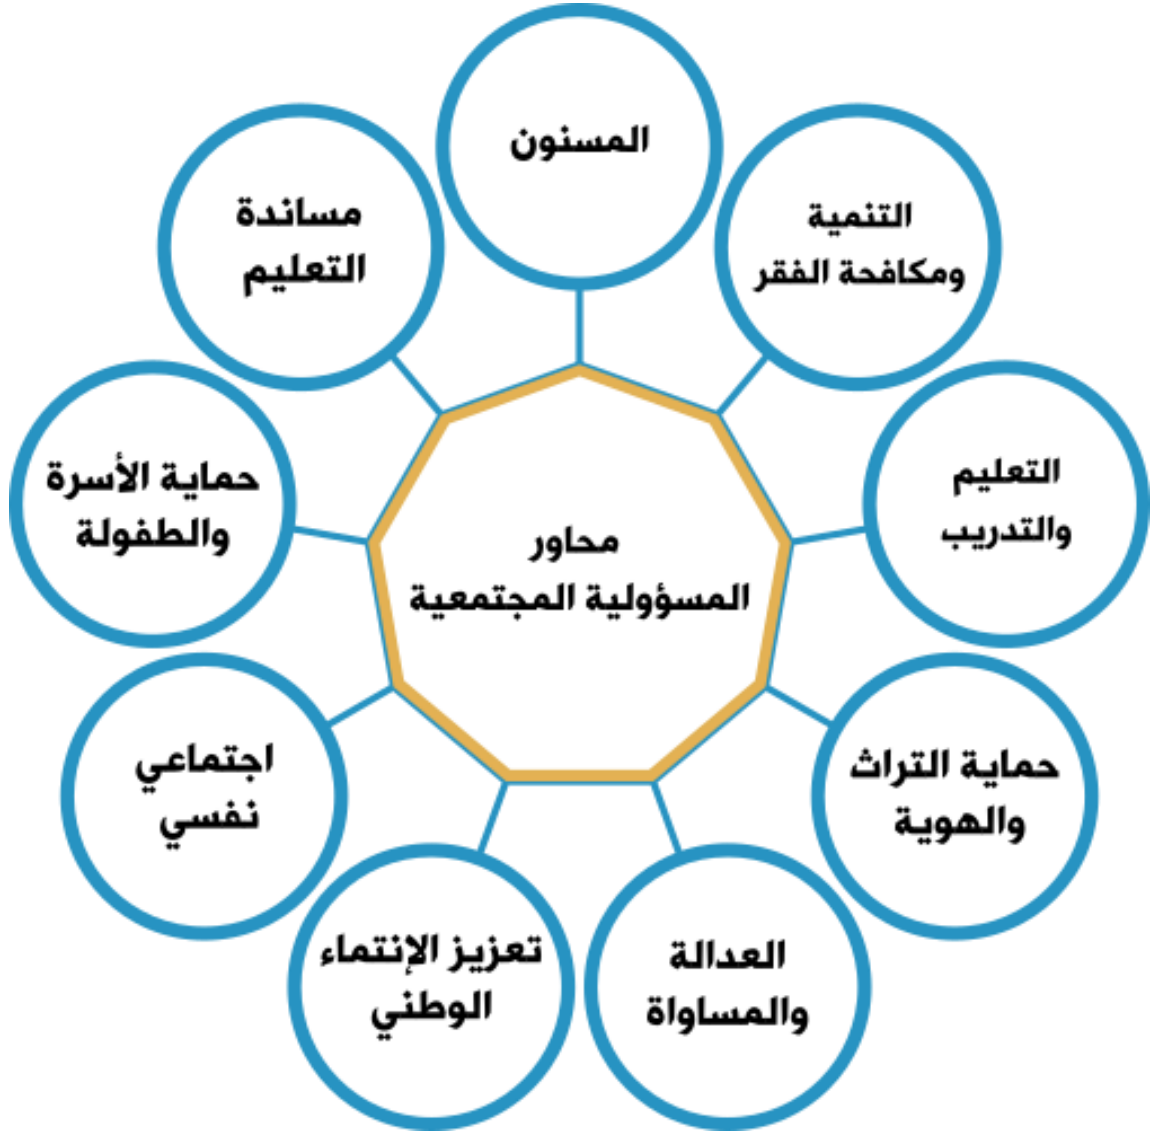 المسنون
التنمية
ومكافحة الفقر
التعليم
والتدريب
حماية التراث
والهوية
العدالة
والمساواة
تعزيز الإنتماء
الوطني
اجتماعي
نفسي
حماية الأسرة
والطفولة
مساندة
التعليم
محاور
المسؤولية المجتمعية